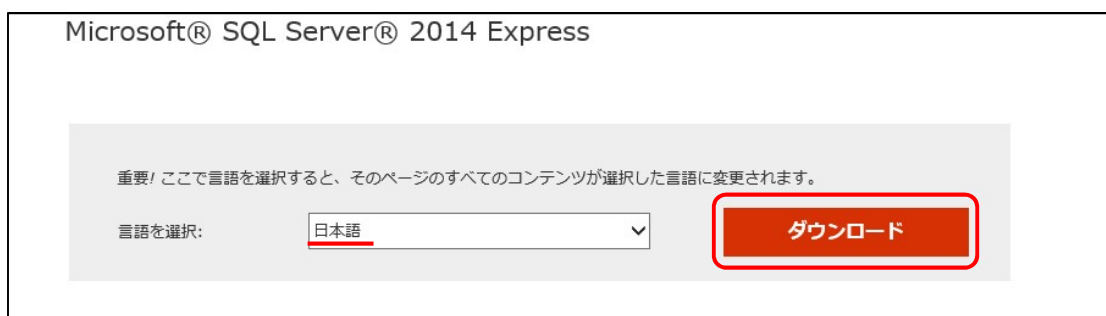 Microsoft® SQL Server® 2014 Express
重要! ここで言語を選択すると、そのページのすべてのコンテンツが選択した言語に変更されます。
言語を選択: 日本語 ダウンロード